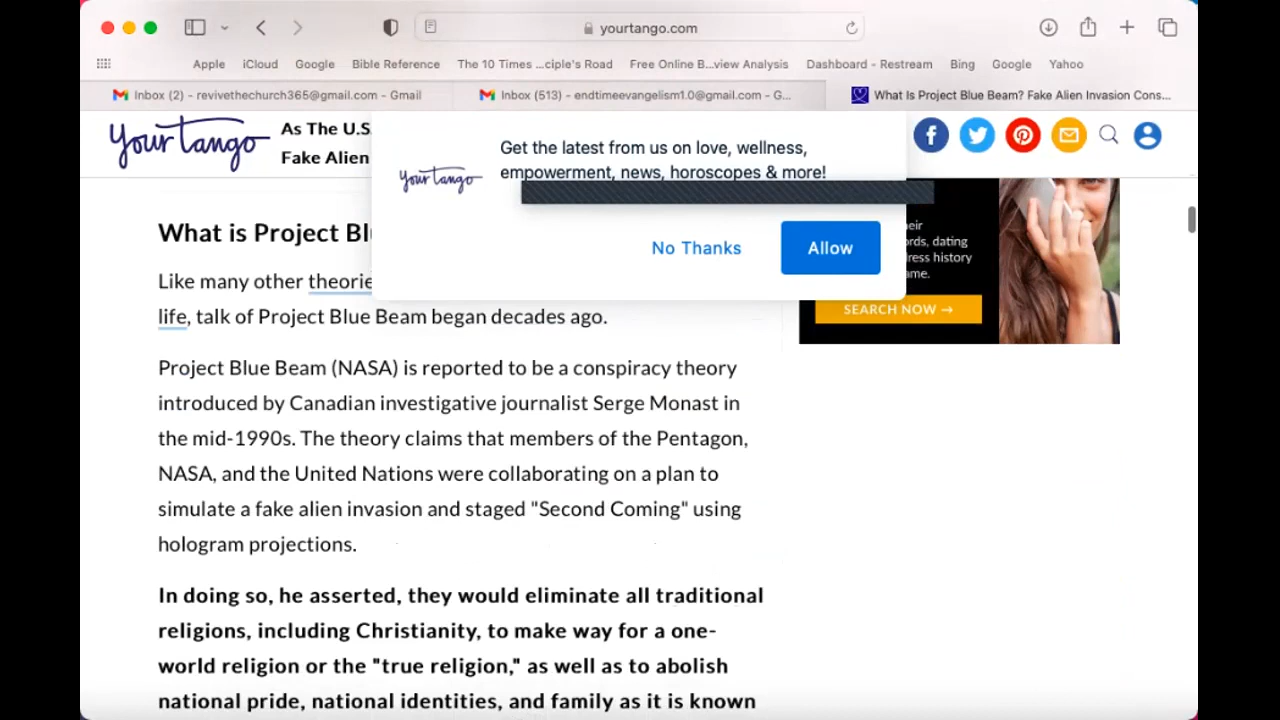 yourtango.com
Apple iCloud Google Bible Reference The 10 Times ...ciple's Road Free Online B...view Analysis Dashboard - Restream Bing Google Yahoo
Inbox (2) - revivethechurch365@gmail.com - Gmail
Inbox (513) - endtimeevangelism1.0@gmail.com - G...
What Is Project Blue Beam? Fake Alien Invasion Cons...
Your Tango
As The U.S.
Fake Alien
Your Tango
Get the latest from us on love, wellness,
empowerment, news, horoscopes & more!
No Thanks
Allow
What is Project Bl
Like many other theorie
life, talk of Project Blue Beam began decades ago.
Project Blue Beam (NASA) is reported to be a conspiracy theory
introduced by Canadian investigative journalist Serge Monast in
the mid-1990s. The theory claims that members of the Pentagon,
NASA, and the United Nations were collaborating on a plan to
simulate a fake alien invasion and staged "Second Coming" using
hologram projections.
In doing so, he asserted, they would eliminate all traditional
religions, including Christianity, to make way for a one-
world religion or the "true religion," as well as to abolish
national pride, national identities, and family as it is known
eir
rds, dating
ress history
ame.
SEARCH NOW →